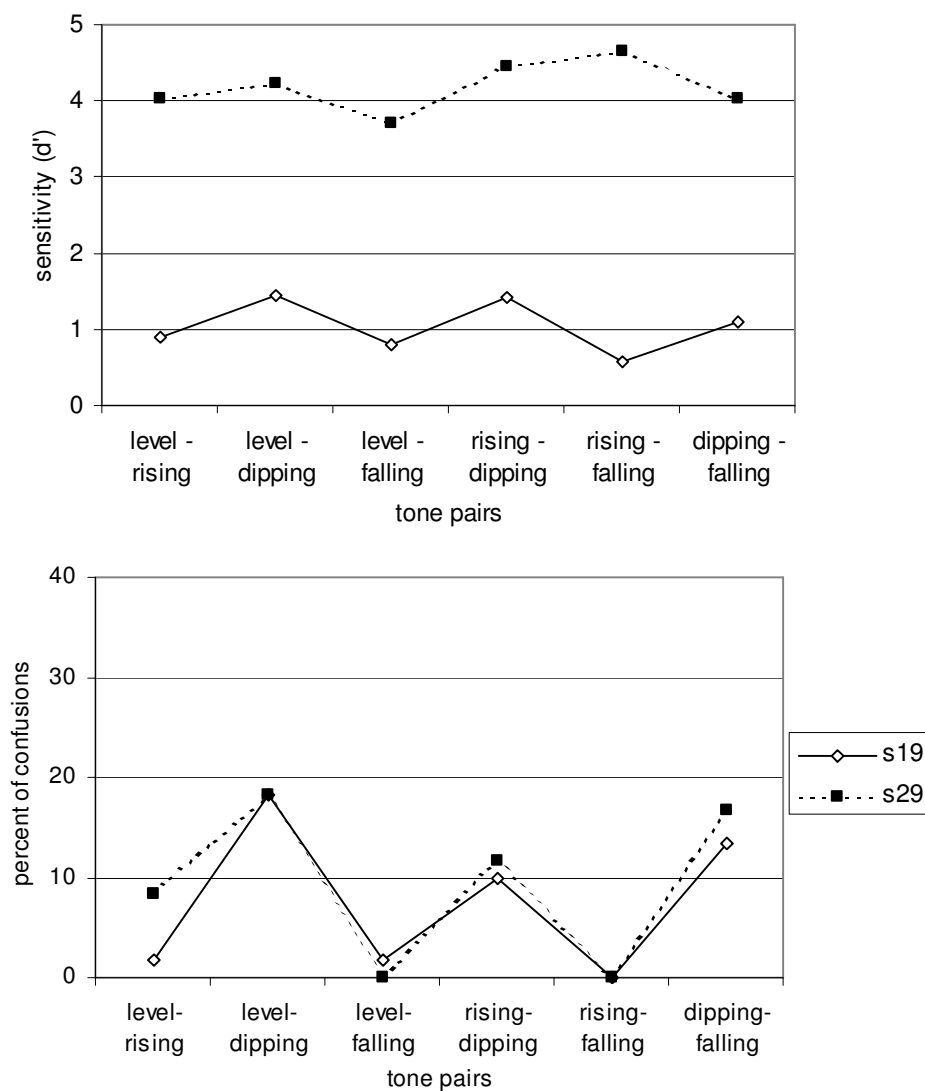 5
4
3
2
1
0
sensitivity (d')
level - rising
level - dipping
level - falling
rising - dipping
rising - falling
dipping - falling
tone pairs
40
30
20
10
0
percent of confusions
level- rising
level- dipping
level- falling
rising- dipping
rising- falling
dipping- falling
tone pairs
s19
s29